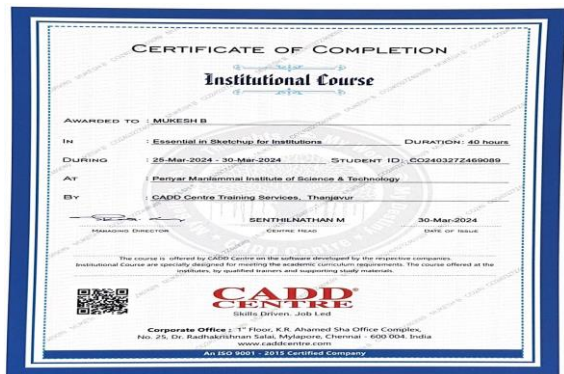 CERTIFICATE OF COMPLETION
Institutional Course
AWARDED TO : MUKESH B
IN : Essential in Sketchup for Institutions DURATION: 40 hours
DURING : 25-Mar-2024 - 30-Mar-2024 STUDENT ID: CO240327Z469089
AT : Periyar Maniammai Institute of Science & Technology
BY : CADD Centre Training Services, Thanjavur
SENTHILNATHAN M 30-Mar-2024
MANAGING DIRECTOR CENTRE HEAD DATE OF ISSUE
The course is offered by CADD Centre on the software developed by the respective companies.
Institutional Course are specially designed for meeting the academic curriculum requirements. The course offered at the
institutes, by qualified trainers and supporting study materials.
CADD
CENTRE
Skills Driven. Job Led
Corporate Office : 1st Floor, K.R. Ahamed Sha Office Complex,
No. 25, Dr. Radhakrishnan Salai, Mylapore, Chennai - 600 004. India
www.caddcentre.com
An ISO 9001 - 2015 Certified Company